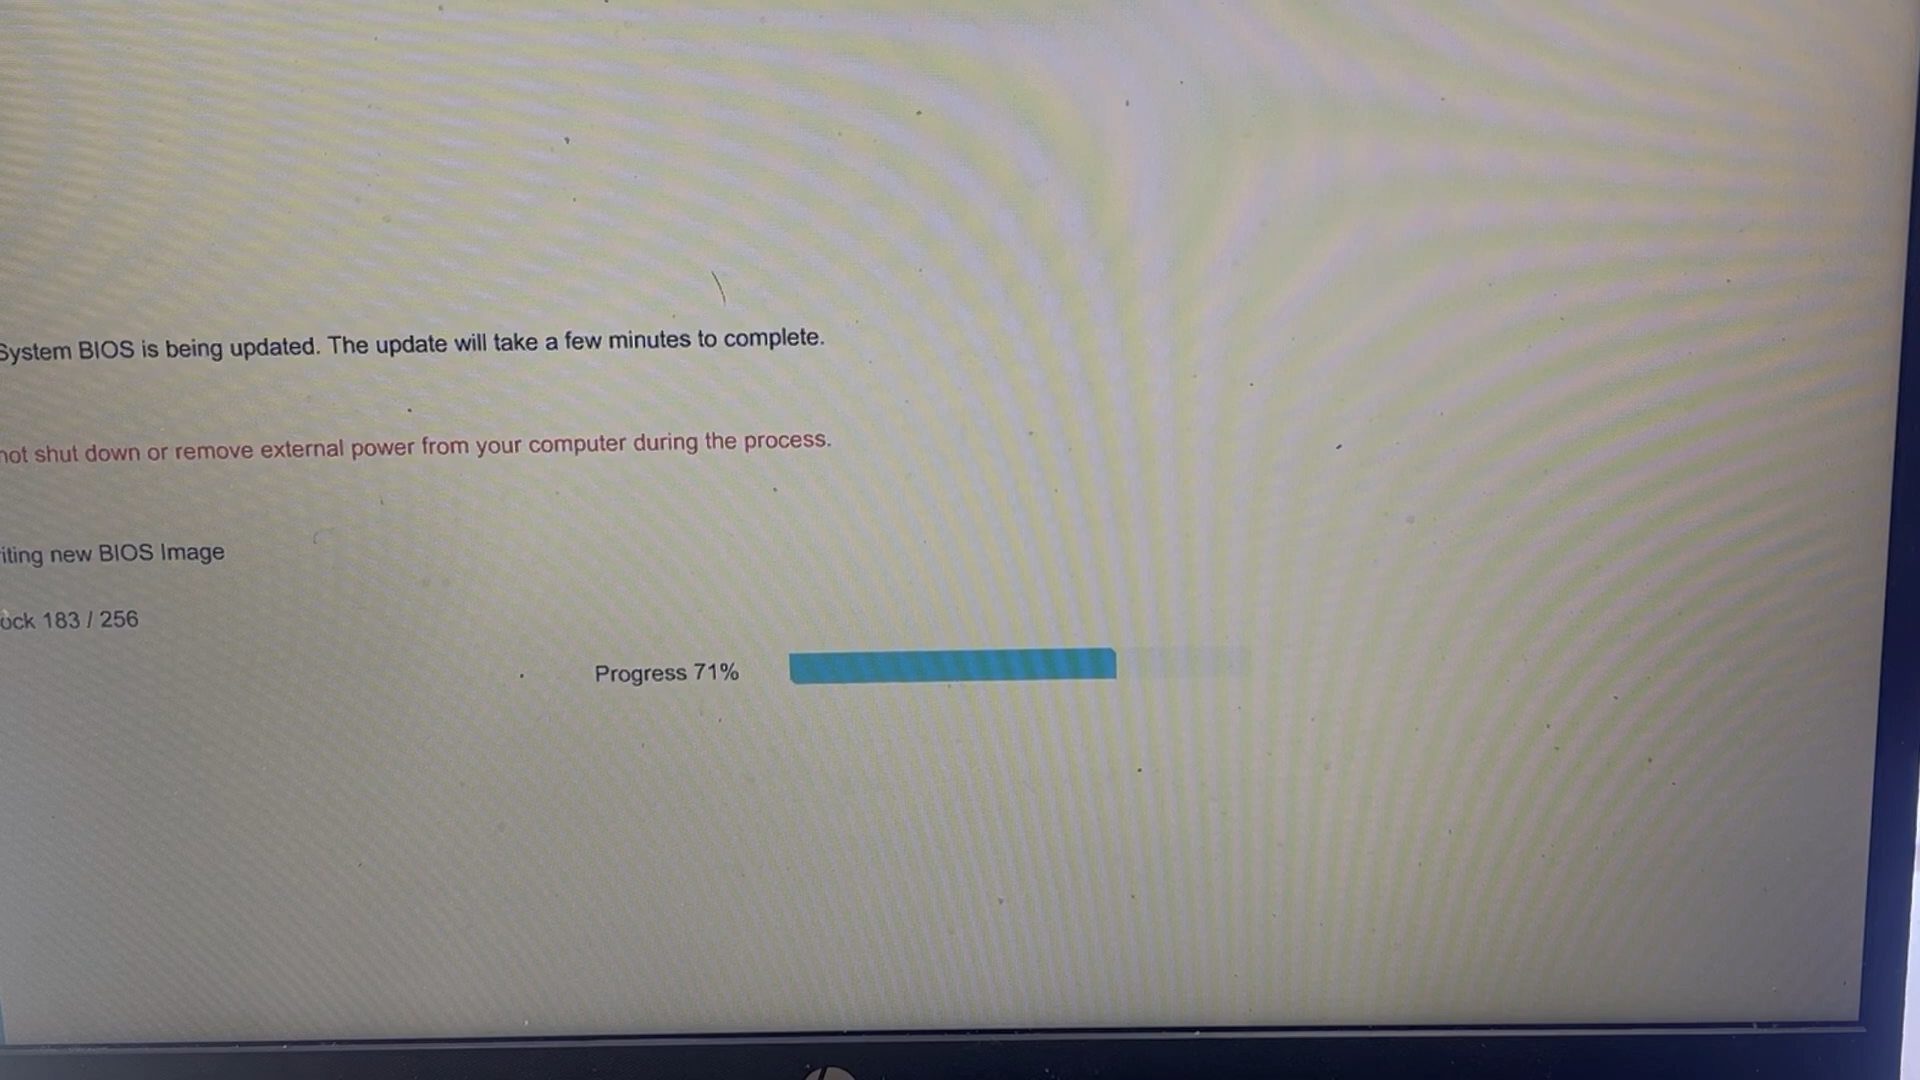 System BIOS is being updated. The update will take a few minutes to complete.
not shut down or remove external power from your computer during the process.
iting new BIOS Image
ock 183 / 256
Progress 71%